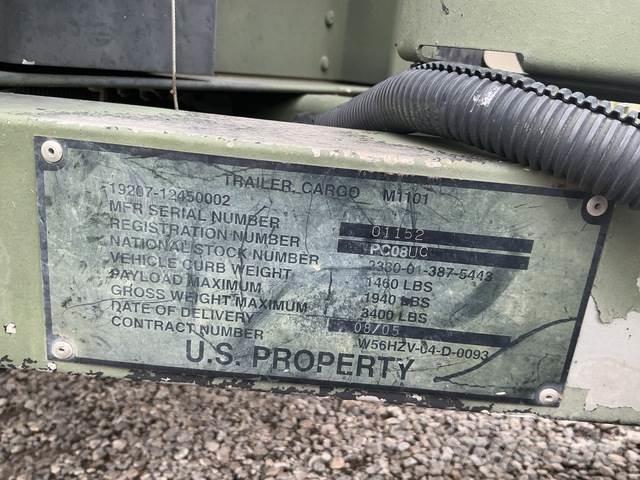 TRAILER, CARGO M1101
19207-12450002
MFR SERIAL NUMBER 01152
REGISTRATION NUMBER PC08UC
NATIONAL STOCK NUMBER 2330-01-387-5443
VEHICLE CURB WEIGHT 1460 LBS
PAYLOAD MAXIMUM 1940 LBS
GROSS WEIGHT MAXIMUM 3400 LBS
DATE OF DELIVERY 08/05
CONTRACT NUMBER W56HZV-04-D-0093
U.S. PROPERTY